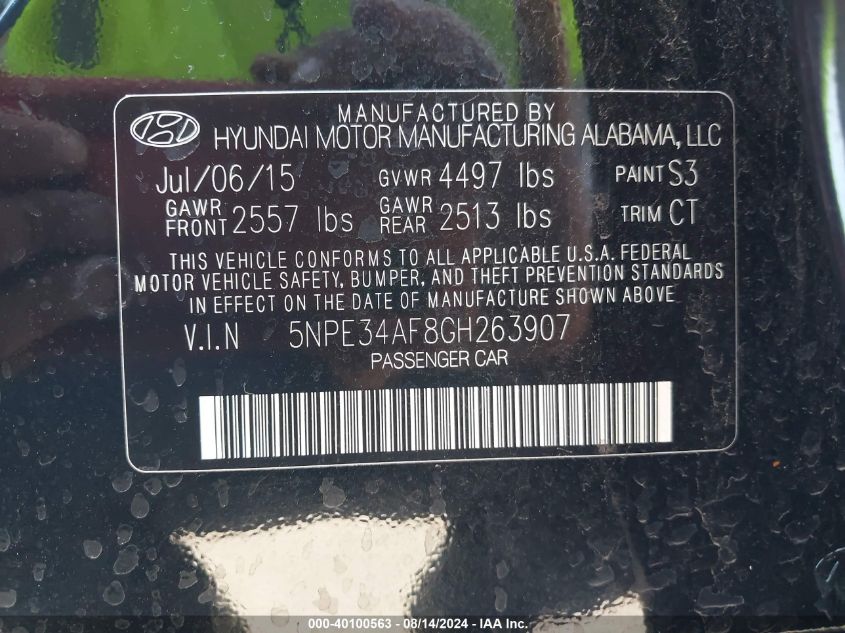 MANUFACTURED BY
HYUNDAI MOTOR MANUFACTURING ALABAMA, LLC
Jul/06/15 GVWR 4497 lbs PAINT S3
GAWR FRONT 2557 lbs GAWR REAR 2513 lbs TRIM CT
THIS VEHICLE CONFORMS TO ALL APPLICABLE U.S.A. FEDERAL
MOTOR VEHICLE SAFETY, BUMPER, AND THEFT PREVENTION STANDARDS
IN EFFECT ON THE DATE OF MANUFACTURE SHOWN ABOVE.
V.I.N 5NPE34AF8GH263907
PASSENGER CAR
000-40100563 - 08/14/2024 - IAA Inc.